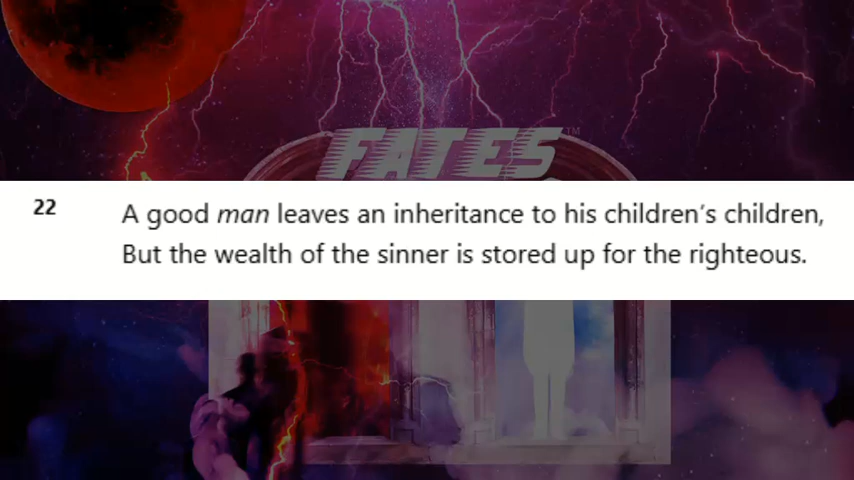 FATES™
22 A good man leaves an inheritance to his children's children,
But the wealth of the sinner is stored up for the righteous.